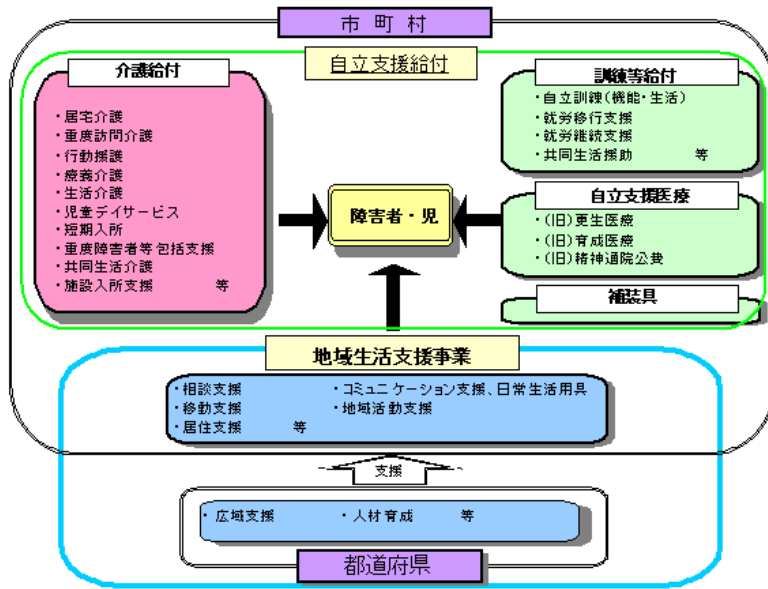 市町村
自立支援給付
介護給付
・居宅介護
・重度訪問介護
・行動援護
・療養介護
・生活介護
・児童デイサービス
・短期入所
・重度障害者等包括支援
・共同生活介護
・施設入所支援 等
障害者・児
訓練等給付
・自立訓練(機能・生活)
・就労移行支援
・就労継続支援
・共同生活援助 等
自立支援医療
・(旧)更生医療
・(旧)育成医療
・(旧)精神通院公費
補装具
地域生活支援事業
・相談支援 ・コミュニケーション支援、日常生活用具
・移動支援 ・地域活動支援
・居住支援 等
支援
・広域支援 ・人材育成 等
都道府県